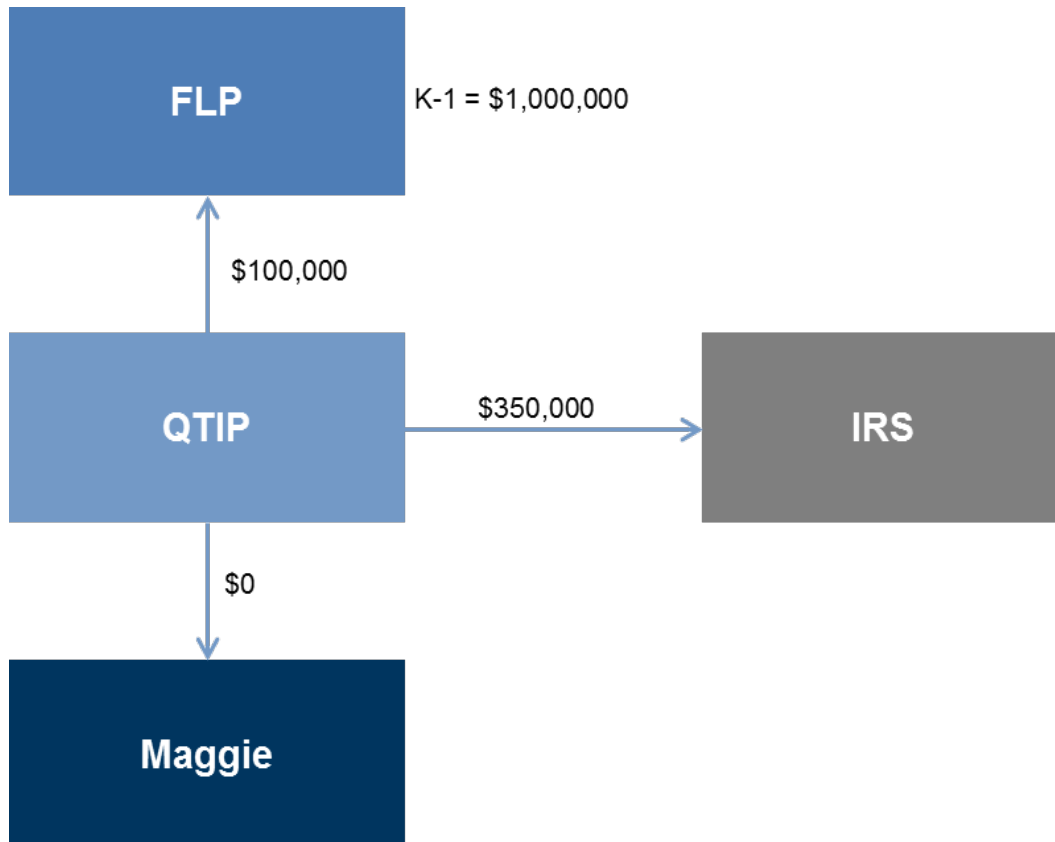 FLP
K-1 = $1,000,000
$100,000
QTIP
$350,000
IRS
$0
Maggie